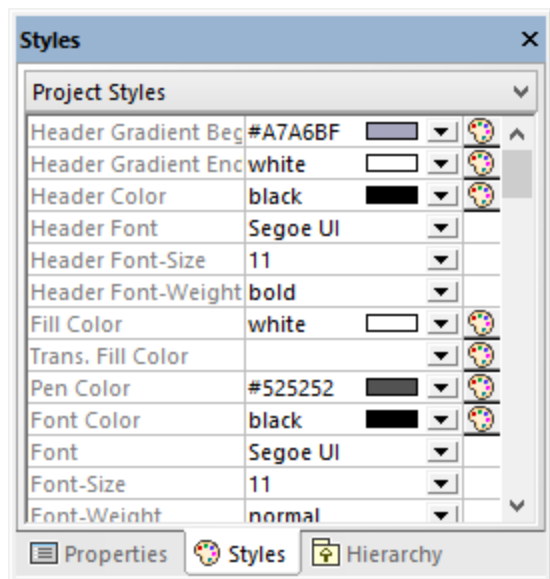 Styles
Project Styles
Header Gradient Beg #A7A6BF
Header Gradient Enc white
Header Color black
Header Font Segoe UI
Header Font-Size 11
Header Font-Weight bold
Fill Color white
Trans. Fill Color
Pen Color #525252
Font Color black
Font Segoe UI
Font-Size 11
Font-Weight normal
Properties Styles Hierarchy